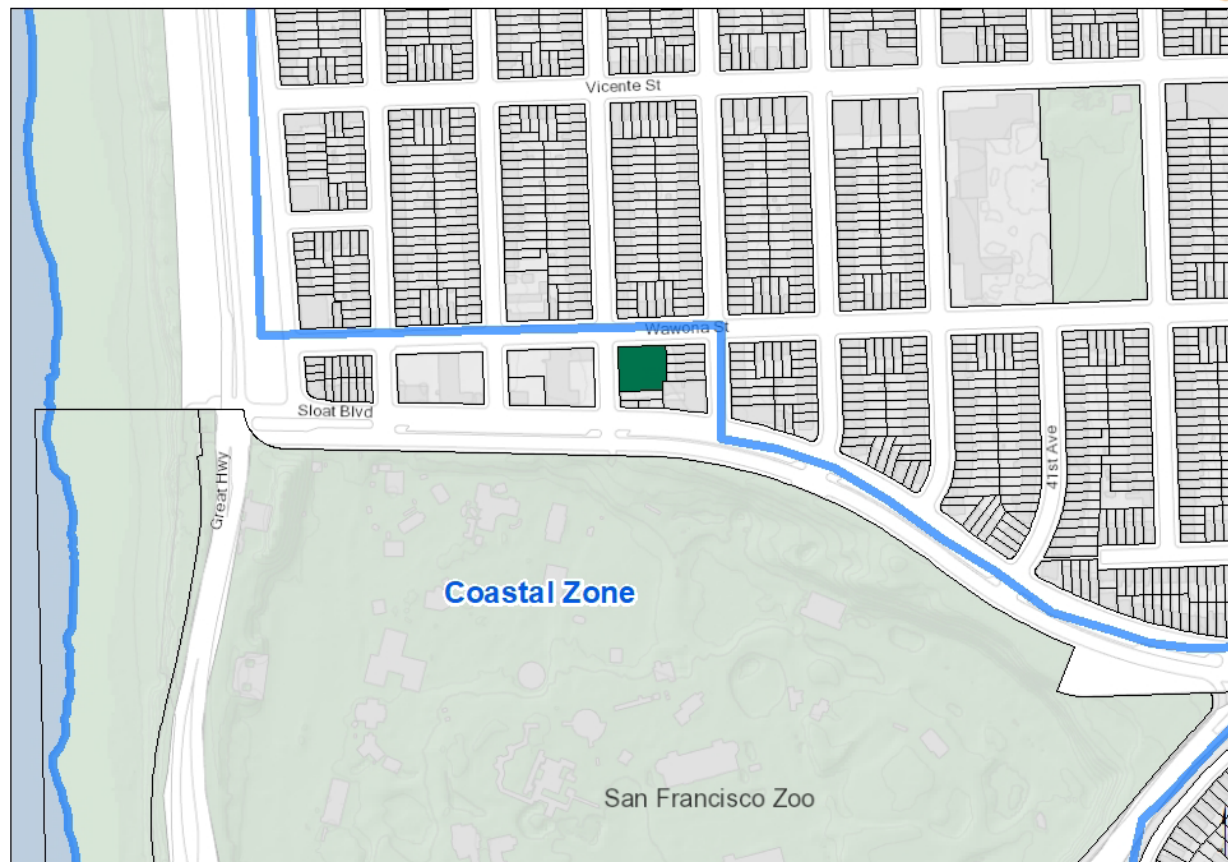 Vicente St
Wawona St
Sloat Blvd
41st Ave
Great Hwy
Coastal Zone
San Francisco Zoo